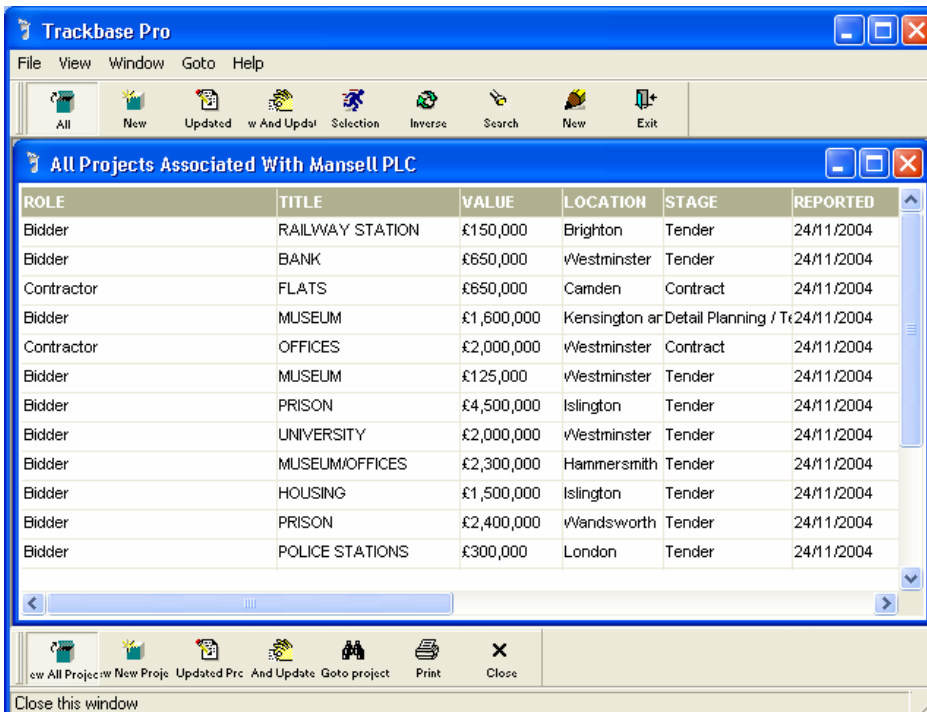 Trackbase Pro
File View Window Goto Help
All New Updated w And Updat Selection Inverse Search New Exit
All Projects Associated With Mansell PLC
ROLE TITLE VALUE LOCATION STAGE REPORTED
Bidder RAILWAY STATION £150,000 Brighton Tender 24/11/2004
Bidder BANK £650,000 Westminster Tender 24/11/2004
Contractor FLATS £650,000 Camden Contract 24/11/2004
Bidder MUSEUM £1,600,000 Kensington ar Detail Planning / Te 24/11/2004
Contractor OFFICES £2,000,000 Westminster Contract 24/11/2004
Bidder MUSEUM £125,000 Westminster Tender 24/11/2004
Bidder PRISON £4,500,000 Islington Tender 24/11/2004
Bidder UNIVERSITY £2,000,000 Westminster Tender 24/11/2004
Bidder MUSEUM/OFFICES £2,300,000 Hammersmith Tender 24/11/2004
Bidder HOUSING £1,500,000 Islington Tender 24/11/2004
Bidder PRISON £2,400,000 Wandsworth Tender 24/11/2004
Bidder POLICE STATIONS £300,000 London Tender 24/11/2004
ew All Projec w New Proje Updated Prc And Update Goto project Print Close
Close this window